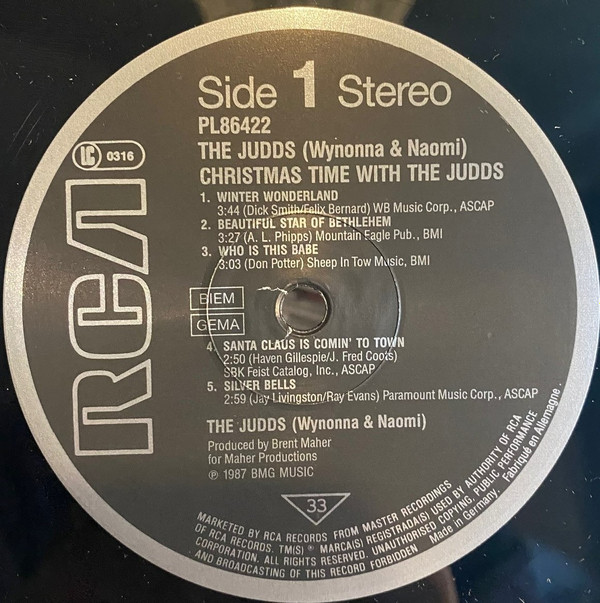 Side 1 Stereo
PL86422
LC 0316
THE JUDDS (Wynonna & Naomi)
CHRISTMAS TIME WITH THE JUDDS
1. WINTER WONDERLAND
3:44 (Dick Smith/Felix Bernard) WB Music Corp., ASCAP
2. BEAUTIFUL STAR OF BETHLEHEM
3:27 (A. L. Phipps) Mountain Eagle Pub., BMI
3. WHO IS THIS BABE
3:03 (Don Potter) Sheep In Tow Music, BMI
BIEM
GEMA
4. SANTA CLAUS IS COMIN' TO TOWN
2:50 (Haven Gillespie/J. Fred Coots)
SBK Feist Catalog, Inc., ASCAP
5. SILVER BELLS
2:59 (Jay Livingston/Ray Evans) Paramount Music Corp., ASCAP
THE JUDDS (Wynonna & Naomi)
Produced by Brent Maher
for Maher Productions
℗ 1987 BMG MUSIC
33
RCA
MARKETED BY RCA RECORDS FROM MASTER RECORDINGS
OF RCA RECORDS. TM(S) ® MARCA(S) REGISTRADA(S) USED BY AUTHORITY OF RCA
CORPORATION. ALL RIGHTS RESERVED. UNAUTHORISED COPYING, PUBLIC PERFORMANCE
AND BROADCASTING OF THIS RECORD FORBIDDEN Made in Germany. Fabriqué en Allemagne.